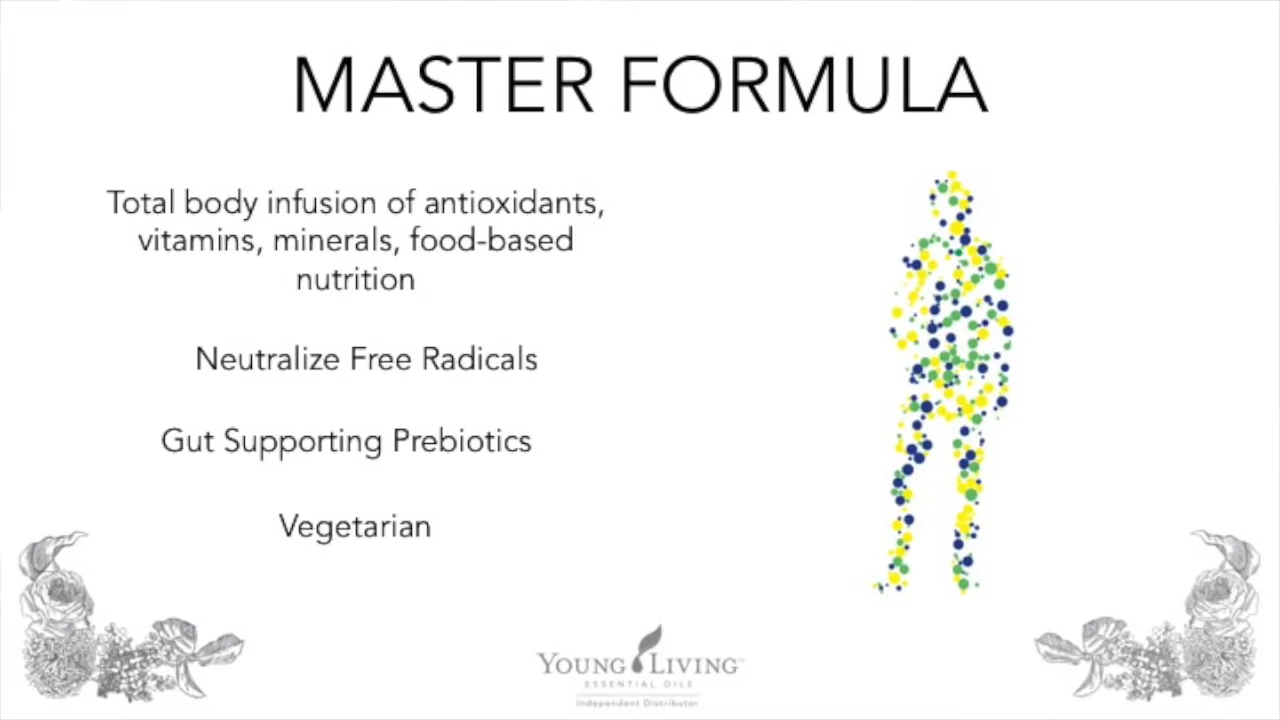 MASTER FORMULA
Total body infusion of antioxidants,
vitamins, minerals, food-based
nutrition
Neutralize Free Radicals
Gut Supporting Prebiotics
Vegetarian
YOUNG LIVING™
ESSENTIAL OILS
Independent Distributor